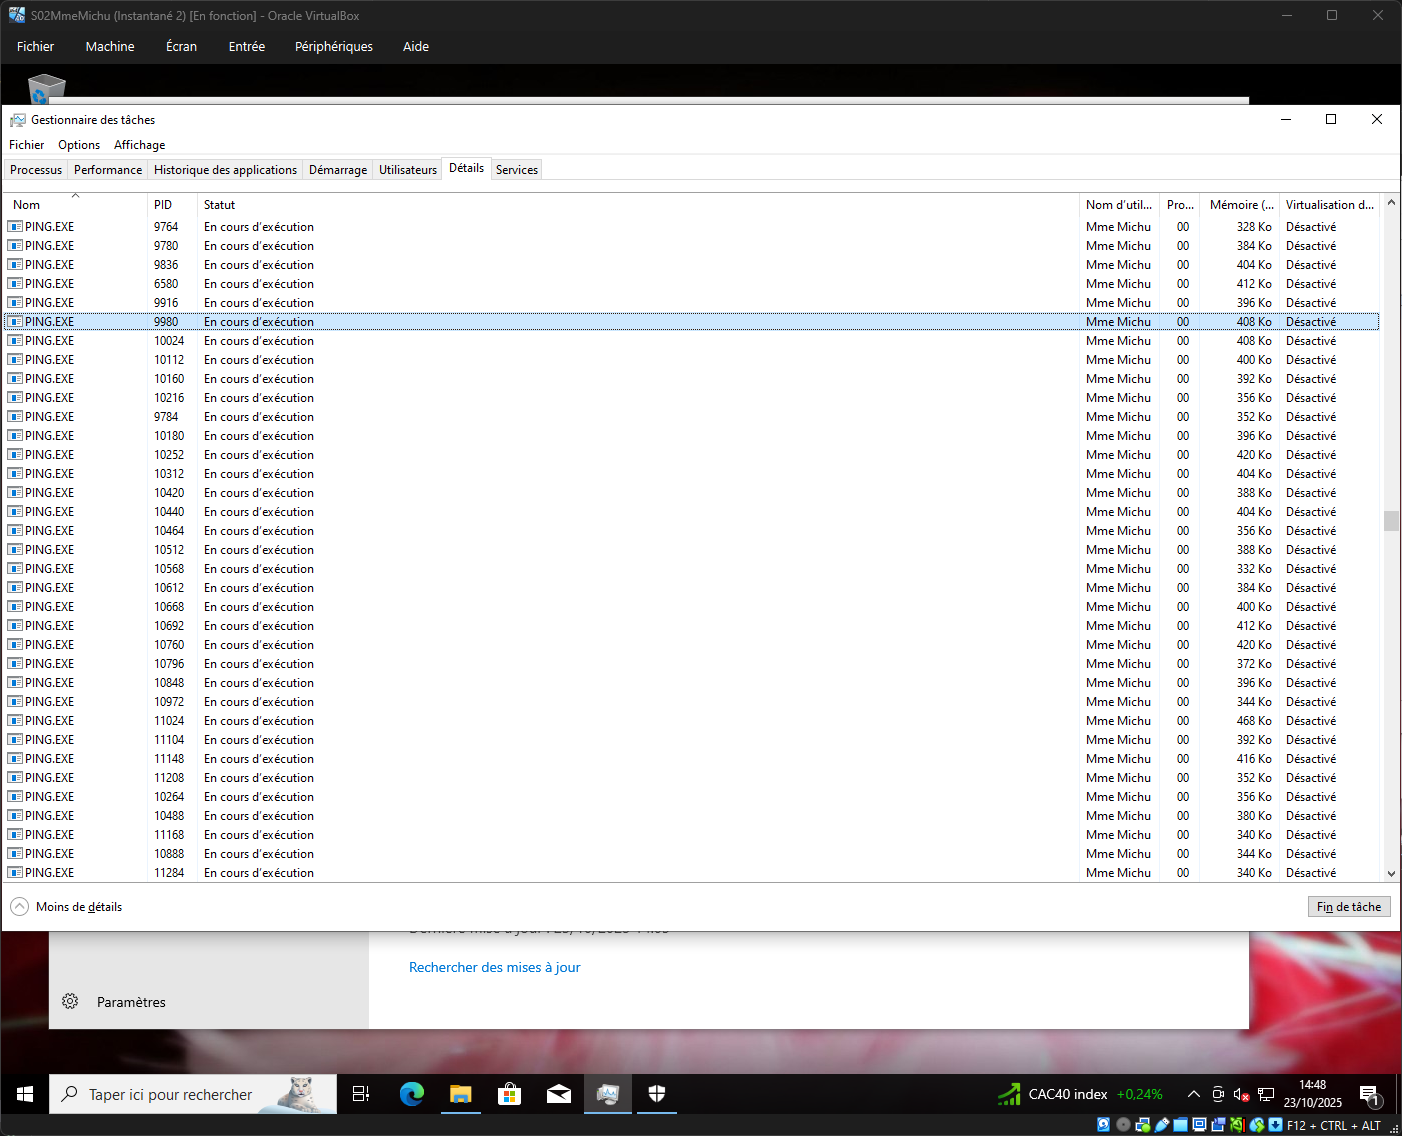 S02MmeMichu (Instantané 2) [En fonction] - Oracle VirtualBox
Fichier Machine Écran Entrée Périphériques Aide
Gestionnaire des tâches
Fichier Options Affichage
Processus Performance Historique des applications Démarrage Utilisateurs Détails Services
Nom PID Statut Nom d'util... Pro... Mémoire (... Virtualisation d...
PING.EXE 9764 En cours d'exécution Mme Michu 00 328 Ko Désactivé
PING.EXE 9780 En cours d'exécution Mme Michu 00 384 Ko Désactivé
PING.EXE 9836 En cours d'exécution Mme Michu 00 404 Ko Désactivé
PING.EXE 6580 En cours d'exécution Mme Michu 00 412 Ko Désactivé
PING.EXE 9916 En cours d'exécution Mme Michu 00 396 Ko Désactivé
PING.EXE 9980 En cours d'exécution Mme Michu 00 408 Ko Désactivé
PING.EXE 10024 En cours d'exécution Mme Michu 00 408 Ko Désactivé
PING.EXE 10112 En cours d'exécution Mme Michu 00 400 Ko Désactivé
PING.EXE 10160 En cours d'exécution Mme Michu 00 392 Ko Désactivé
PING.EXE 10216 En cours d'exécution Mme Michu 00 356 Ko Désactivé
PING.EXE 9784 En cours d'exécution Mme Michu 00 352 Ko Désactivé
PING.EXE 10180 En cours d'exécution Mme Michu 00 396 Ko Désactivé
PING.EXE 10252 En cours d'exécution Mme Michu 00 420 Ko Désactivé
PING.EXE 10312 En cours d'exécution Mme Michu 00 404 Ko Désactivé
PING.EXE 10420 En cours d'exécution Mme Michu 00 388 Ko Désactivé
PING.EXE 10440 En cours d'exécution Mme Michu 00 404 Ko Désactivé
PING.EXE 10464 En cours d'exécution Mme Michu 00 356 Ko Désactivé
PING.EXE 10512 En cours d'exécution Mme Michu 00 388 Ko Désactivé
PING.EXE 10568 En cours d'exécution Mme Michu 00 332 Ko Désactivé
PING.EXE 10612 En cours d'exécution Mme Michu 00 384 Ko Désactivé
PING.EXE 10668 En cours d'exécution Mme Michu 00 400 Ko Désactivé
PING.EXE 10692 En cours d'exécution Mme Michu 00 412 Ko Désactivé
PING.EXE 10760 En cours d'exécution Mme Michu 00 420 Ko Désactivé
PING.EXE 10796 En cours d'exécution Mme Michu 00 372 Ko Désactivé
PING.EXE 10848 En cours d'exécution Mme Michu 00 396 Ko Désactivé
PING.EXE 10972 En cours d'exécution Mme Michu 00 344 Ko Désactivé
PING.EXE 11024 En cours d'exécution Mme Michu 00 468 Ko Désactivé
PING.EXE 11104 En cours d'exécution Mme Michu 00 392 Ko Désactivé
PING.EXE 11148 En cours d'exécution Mme Michu 00 416 Ko Désactivé
PING.EXE 11208 En cours d'exécution Mme Michu 00 352 Ko Désactivé
PING.EXE 10264 En cours d'exécution Mme Michu 00 356 Ko Désactivé
PING.EXE 10488 En cours d'exécution Mme Michu 00 380 Ko Désactivé
PING.EXE 11168 En cours d'exécution Mme Michu 00 340 Ko Désactivé
PING.EXE 10888 En cours d'exécution Mme Michu 00 344 Ko Désactivé
PING.EXE 11284 En cours d'exécution Mme Michu 00 340 Ko Désactivé
Moins de détails Fin de tâche
Rechercher des mises à jour
Paramètres
Taper ici pour rechercher CAC40 index +0,24% 14:48
23/10/2025 1
F12 + CTRL + ALT